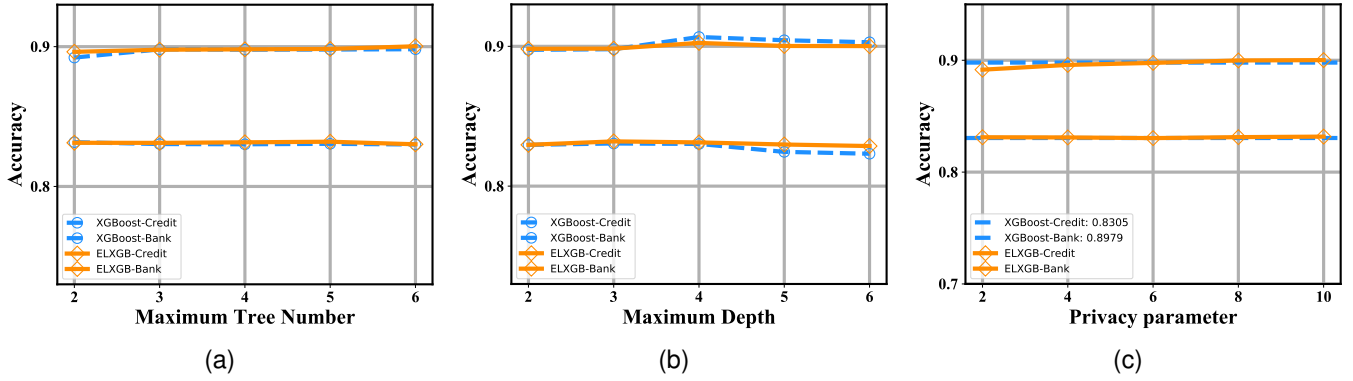 Accuracy
0.9
0.8
XGBoost-Credit
XGBoost-Bank
ELXGB-Credit
ELXGB-Bank
2 3 4 5 6
Maximum Tree Number
(a)
Accuracy
0.9
0.8
XGBoost-Credit
XGBoost-Bank
ELXGB-Credit
ELXGB-Bank
2 3 4 5 6
Maximum Depth
(b)
Accuracy
0.9
0.8
0.7
XGBoost-Credit: 0.8305
XGBoost-Bank: 0.8979
ELXGB-Credit
ELXGB-Bank
2 4 6 8 10
Privacy parameter
(c)